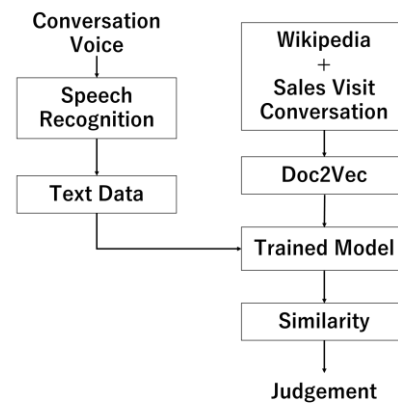 Conversation
Voice
Speech
Recognition
Text Data
Wikipedia
+
Sales Visit
Conversation
Doc2Vec
Trained Model
Similarity
Judgement